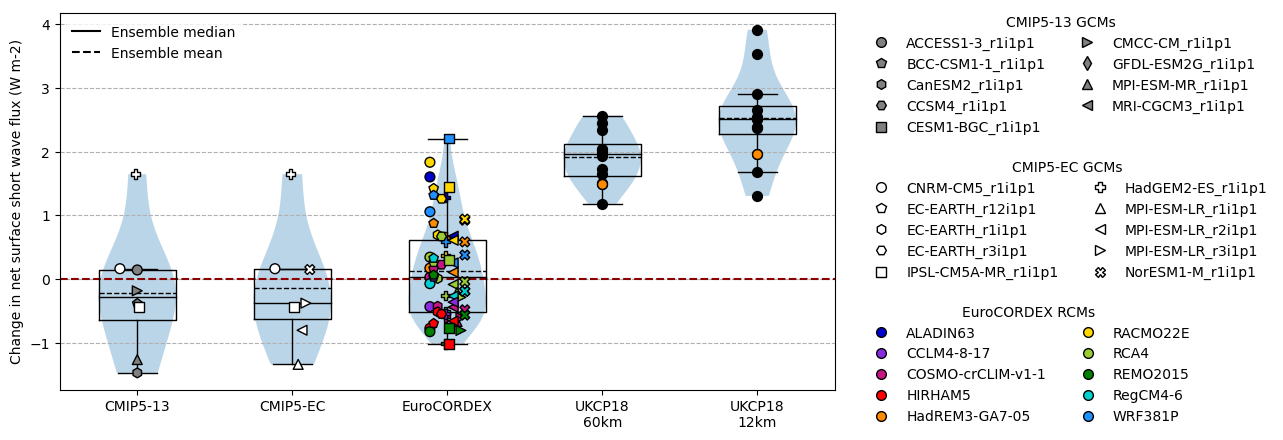 Change in net surface short wave flux (W m-2)
4
3
2
1
0
−1
Ensemble median
Ensemble mean
CMIP5-13
CMIP5-EC
EuroCORDEX
UKCP18
60km
UKCP18
12km
CMIP5-13 GCMs
ACCESS1-3_r1i1p1
BCC-CSM1-1_r1i1p1
CanESM2_r1i1p1
CCSM4_r1i1p1
CESM1-BGC_r1i1p1
CMCC-CM_r1i1p1
GFDL-ESM2G_r1i1p1
MPI-ESM-MR_r1i1p1
MRI-CGCM3_r1i1p1
CMIP5-EC GCMs
CNRM-CM5_r1i1p1
EC-EARTH_r12i1p1
EC-EARTH_r1i1p1
EC-EARTH_r3i1p1
IPSL-CM5A-MR_r1i1p1
HadGEM2-ES_r1i1p1
MPI-ESM-LR_r1i1p1
MPI-ESM-LR_r2i1p1
MPI-ESM-LR_r3i1p1
NorESM1-M_r1i1p1
EuroCORDEX RCMs
ALADIN63
CCLM4-8-17
COSMO-crCLIM-v1-1
HIRHAM5
HadREM3-GA7-05
RACMO22E
RCA4
REMO2015
RegCM4-6
WRF381P